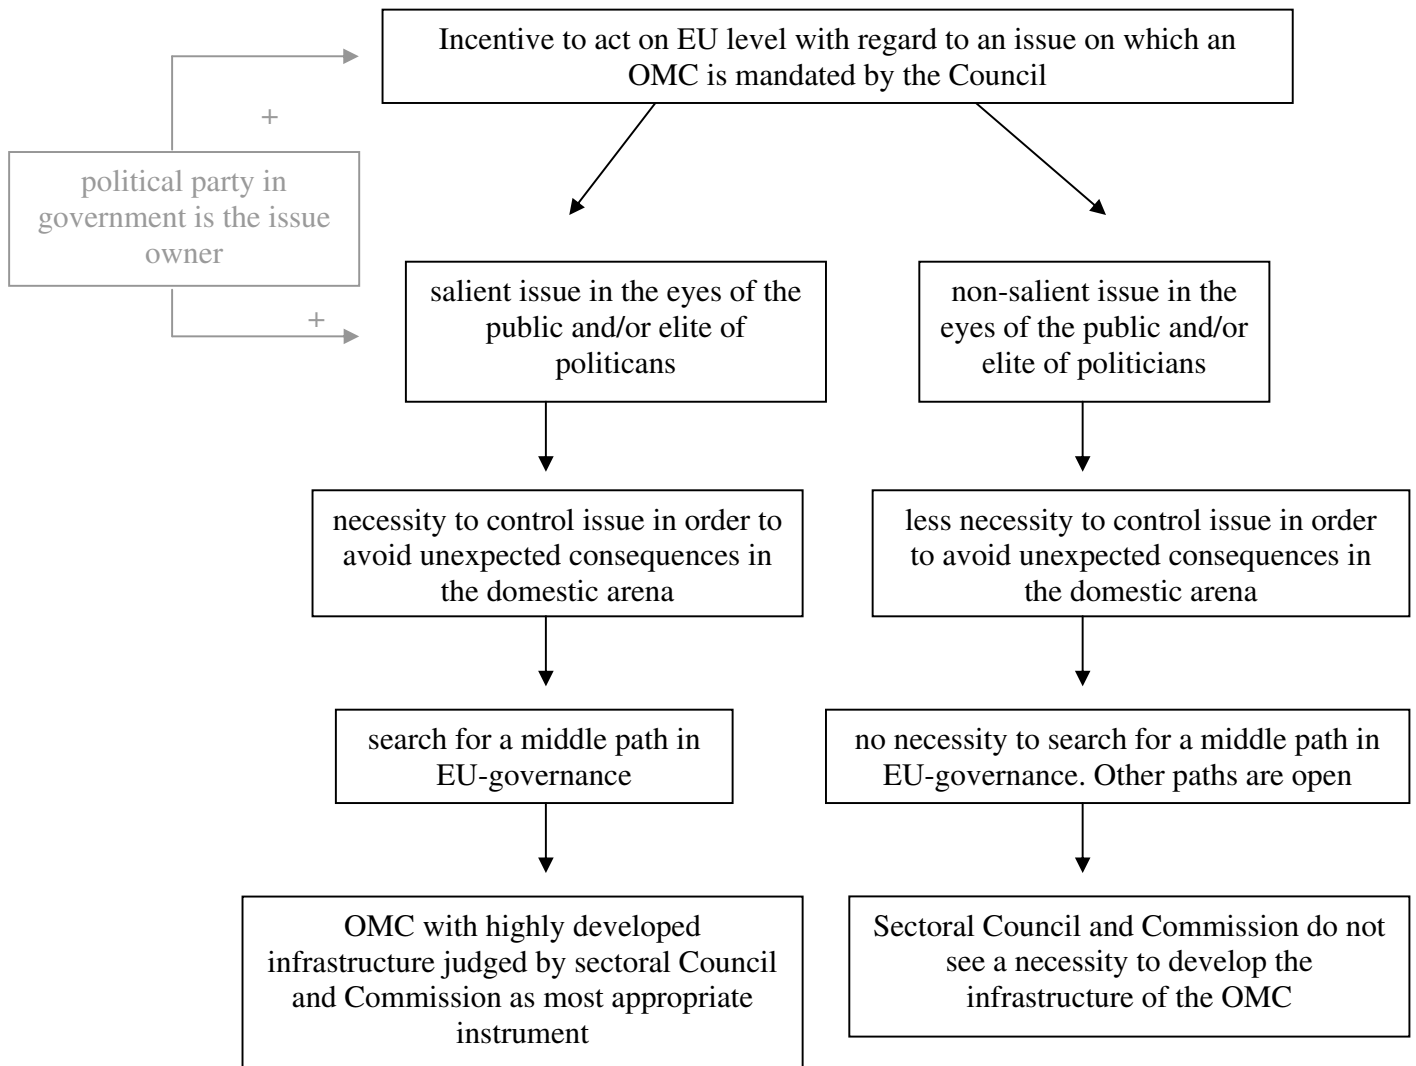 Incentive to act on EU level with regard to an issue on which an
OMC is mandated by the Council
+
political party in
government is the issue
owner
+
salient issue in the eyes of the
public and/or elite of
politicans
non-salient issue in the
eyes of the public and/or
elite of politicians
necessity to control issue in order to
avoid unexpected consequences in
the domestic arena
less necessity to control issue in order
to avoid unexpected consequences in
the domestic arena
search for a middle path in
EU-governance
no necessity to search for a middle path in
EU-governance. Other paths are open
OMC with highly developed
infrastructure judged by sectoral Council
and Commission as most appropriate
instrument
Sectoral Council and Commission do not
see a necessity to develop the
infrastructure of the OMC